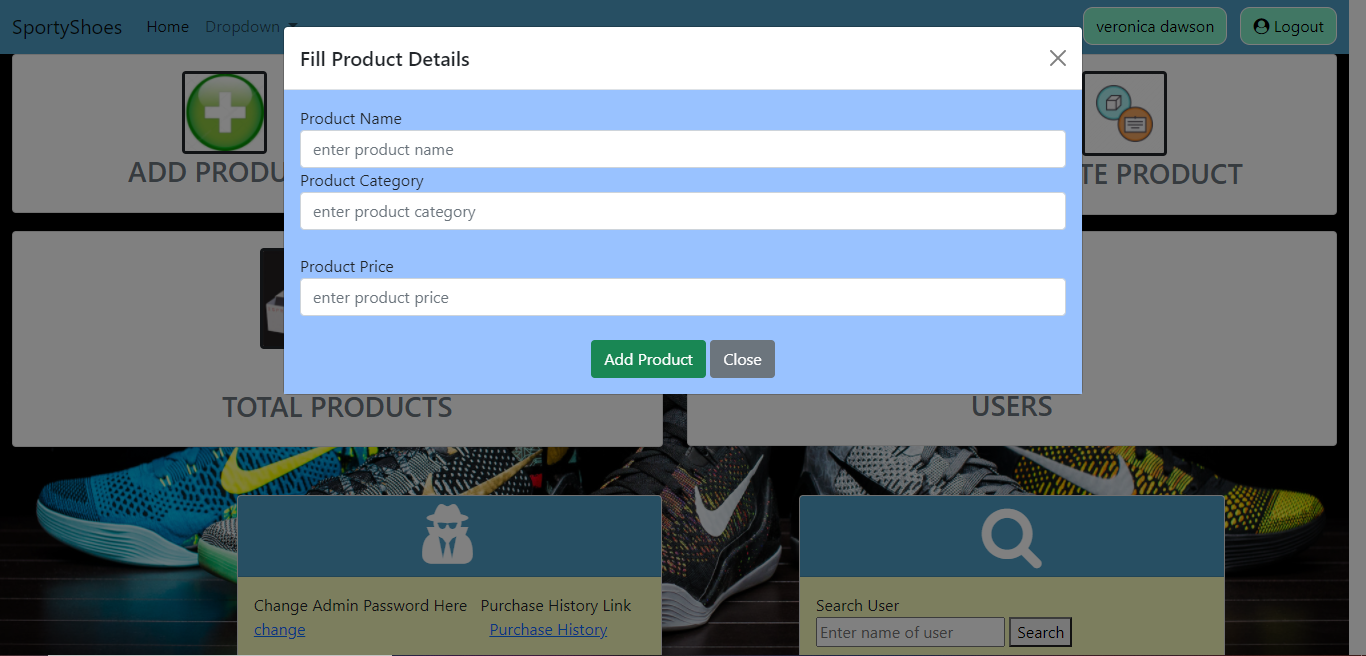 SportyShoes Home Dropdown veronica dawson Logout
Fill Product Details
Product Name
enter product name
Product Category
enter product category
Product Price
enter product price
Add Product Close
ADD PRODU
TE PRODUCT
TOTAL PRODUCTS
USERS
Change Admin Password Here Purchase History Link
change Purchase History
Search User
Enter name of user Search